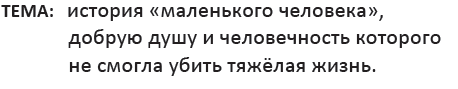 ТЕМА: история «маленького человека»,
добрую душу и человечность которого
не смогла убить тяжёлая жизнь.